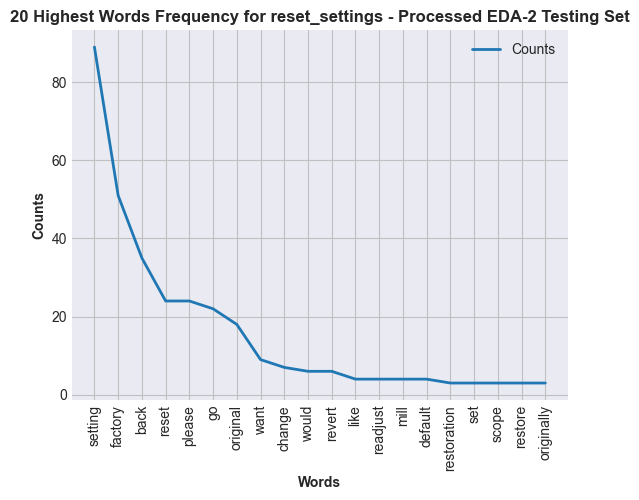 20 Highest Words Frequency for reset_settings - Processed EDA-2 Testing Set
Counts
80
60
40
20
0
Counts
setting
factory
back
reset
please
go
original
want
change
would
revert
like
readjust
mill
default
restoration
set
scope
restore
originally
Words